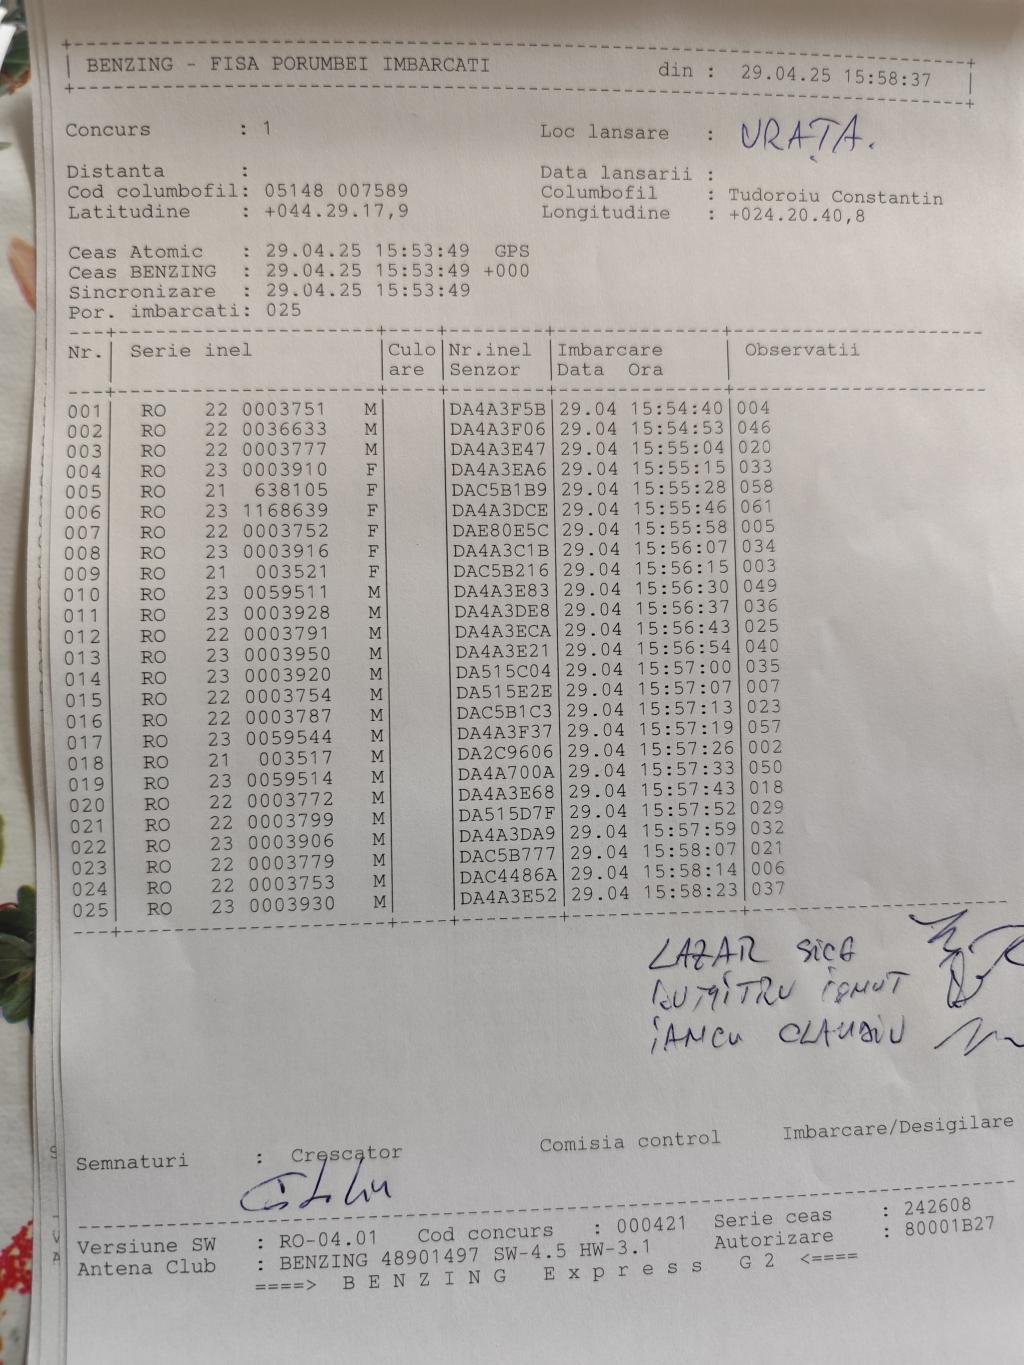 BENZING - FISA PORUMBEI IMBARCATI din : 29.04.25 15:58:37
Concurs : 1 Loc lansare : URATA.
Distanta : Data lansarii :
Cod columbofil: 05148 007589 Columbofil : Tudoroiu Constantin
Latitudine : +044.29.17,9 Longitudine : +024.20.40,8
Ceas Atomic : 29.04.25 15:53:49 GPS
Ceas BENZING : 29.04.25 15:53:49 +000
Sincronizare : 29.04.25 15:53:49
Por. imbarcati: 025
Nr. Serie inel Culo Nr.inel Imbarcare Observatii
are Senzor Data Ora
001 RO 22 0003751 M DA4A3F5B 29.04 15:54:40 004
002 RO 22 0036633 M DA4A3F06 29.04 15:54:53 046
003 RO 22 0003777 M DA4A3E47 29.04 15:55:04 020
004 RO 23 0003910 F DA4A3EA6 29.04 15:55:15 033
005 RO 21 638105 F DAC5B1B9 29.04 15:55:28 058
006 RO 23 1168639 F DA4A3DCE 29.04 15:55:46 061
007 RO 22 0003752 F DAE80E5C 29.04 15:55:58 005
008 RO 23 0003916 F DA4A3C1B 29.04 15:56:07 034
009 RO 21 003521 F DAC5B216 29.04 15:56:15 003
010 RO 23 0059511 M DA4A3E83 29.04 15:56:30 049
011 RO 23 0003928 M DA4A3DE8 29.04 15:56:37 036
012 RO 22 0003791 M DA4A3ECA 29.04 15:56:43 025
013 RO 23 0003950 M DA4A3E21 29.04 15:56:54 040
014 RO 23 0003920 M DA515C04 29.04 15:57:00 035
015 RO 22 0003754 M DA515E2E 29.04 15:57:07 007
016 RO 22 0003787 M DAC5B1C3 29.04 15:57:13 023
017 RO 23 0059544 M DA4A3F37 29.04 15:57:19 057
018 RO 21 003517 M DA2C9606 29.04 15:57:26 002
019 RO 23 0059514 M DA4A700A 29.04 15:57:33 050
020 RO 22 0003772 M DA4A3E68 29.04 15:57:43 018
021 RO 22 0003799 M DA515D7F 29.04 15:57:52 029
022 RO 23 0003906 M DA4A3DA9 29.04 15:57:59 032
023 RO 22 0003779 M DAC5B777 29.04 15:58:07 021
024 RO 22 0003753 M DAC4486A 29.04 15:58:14 006
025 RO 23 0003930 M DA4A3E52 29.04 15:58:23 037
LAZAR SICA
DUMITRU IONUT
IANCU CLAUDIU
Semnaturi : Crescator Comisia control Imbarcare/Desigilare
Versiune SW : RO-04.01 Cod concurs : 000421 Serie ceas : 242608
Antena Club : BENZING 48901497 SW-4.5 HW-3.1 Autorizare : 80001B27
====> B E N Z I N G E x p r e s s G 2 <====